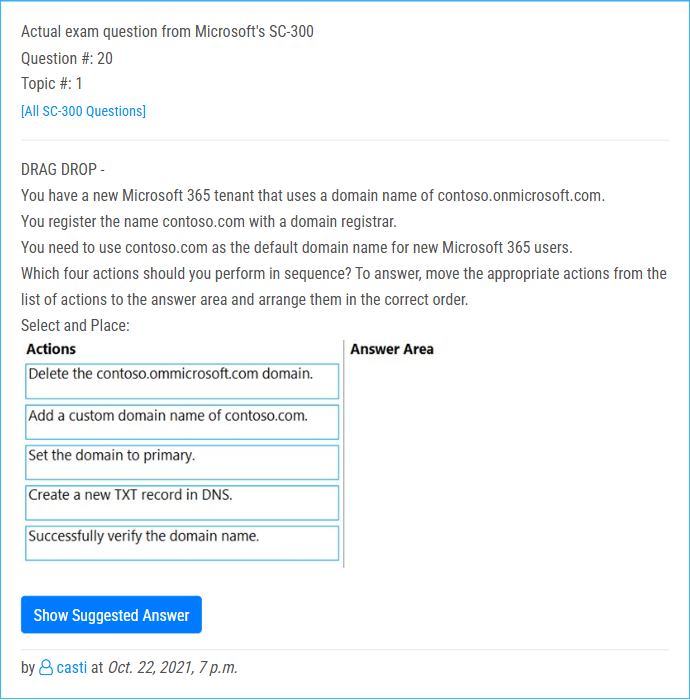 Actual exam question from Microsoft's SC-300
Question #: 20
Topic #: 1
[All SC-300 Questions]
DRAG DROP -
You have a new Microsoft 365 tenant that uses a domain name of contoso.onmicrosoft.com.
You register the name contoso.com with a domain registrar.
You need to use contoso.com as the default domain name for new Microsoft 365 users.
Which four actions should you perform in sequence? To answer, move the appropriate actions from the
list of actions to the answer area and arrange them in the correct order.
Select and Place:
Actions
Answer Area
Delete the contoso.ommicrosoft.com domain.
Add a custom domain name of contoso.com.
Set the domain to primary.
Create a new TXT record in DNS.
Successfully verify the domain name.
Show Suggested Answer
by casti at Oct. 22, 2021, 7 p.m.